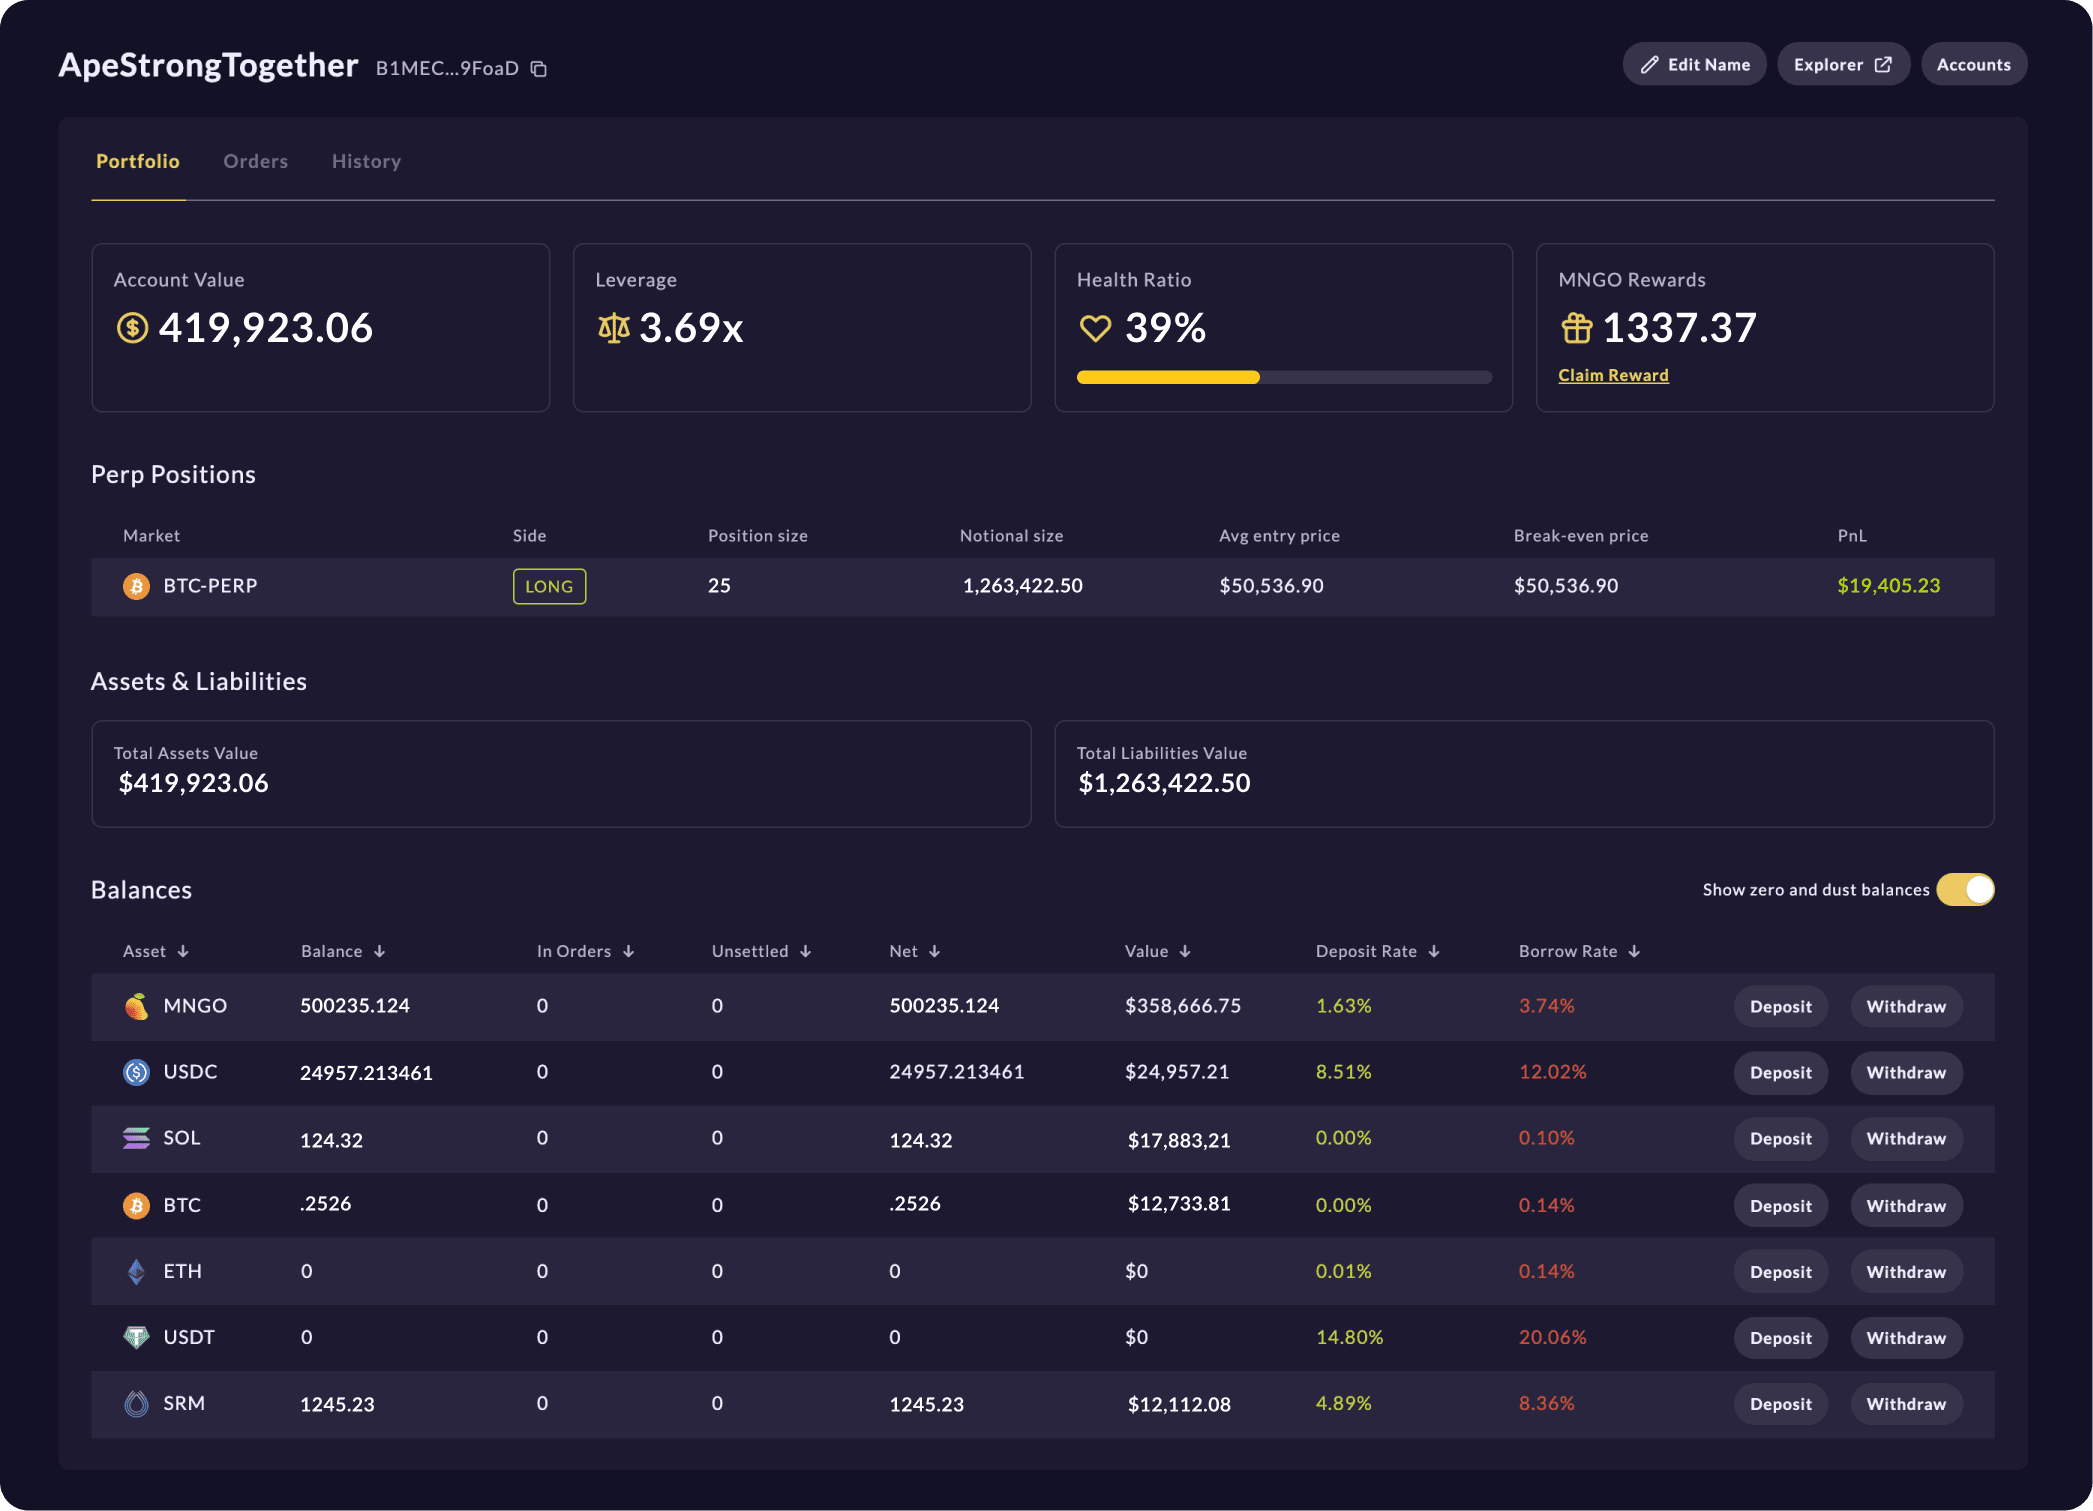 ApeStrongTogether B1MEC...9FoaD Edit Name Explorer Accounts
Portfolio Orders History
Account Value Leverage Health Ratio MNGO Rewards
419,923.06 3.69x 39% 1337.37
Claim Reward
Perp Positions
Market Side Position size Notional size Avg entry price Break-even price PnL
BTC-PERP LONG 25 1,263,422.50 $50,536.90 $50,536.90 $19,405.23
Assets & Liabilities
Total Assets Value Total Liabilities Value
$419,923.06 $1,263,422.50
Balances Show zero and dust balances
Asset Balance In Orders Unsettled Net Value Deposit Rate Borrow Rate
MNGO 500235.124 0 0 500235.124 $358,666.75 1.63% 3.74% Deposit Withdraw
USDC 24957.213461 0 0 24957.213461 $24,957.21 8.51% 12.02% Deposit Withdraw
SOL 124.32 0 0 124.32 $17,883,21 0.00% 0.10% Deposit Withdraw
BTC .2526 0 0 .2526 $12,733.81 0.00% 0.14% Deposit Withdraw
ETH 0 0 0 0 $0 0.01% 0.14% Deposit Withdraw
USDT 0 0 0 0 $0 14.80% 20.06% Deposit Withdraw
SRM 1245.23 0 0 1245.23 $12,112.08 4.89% 8.36% Deposit Withdraw